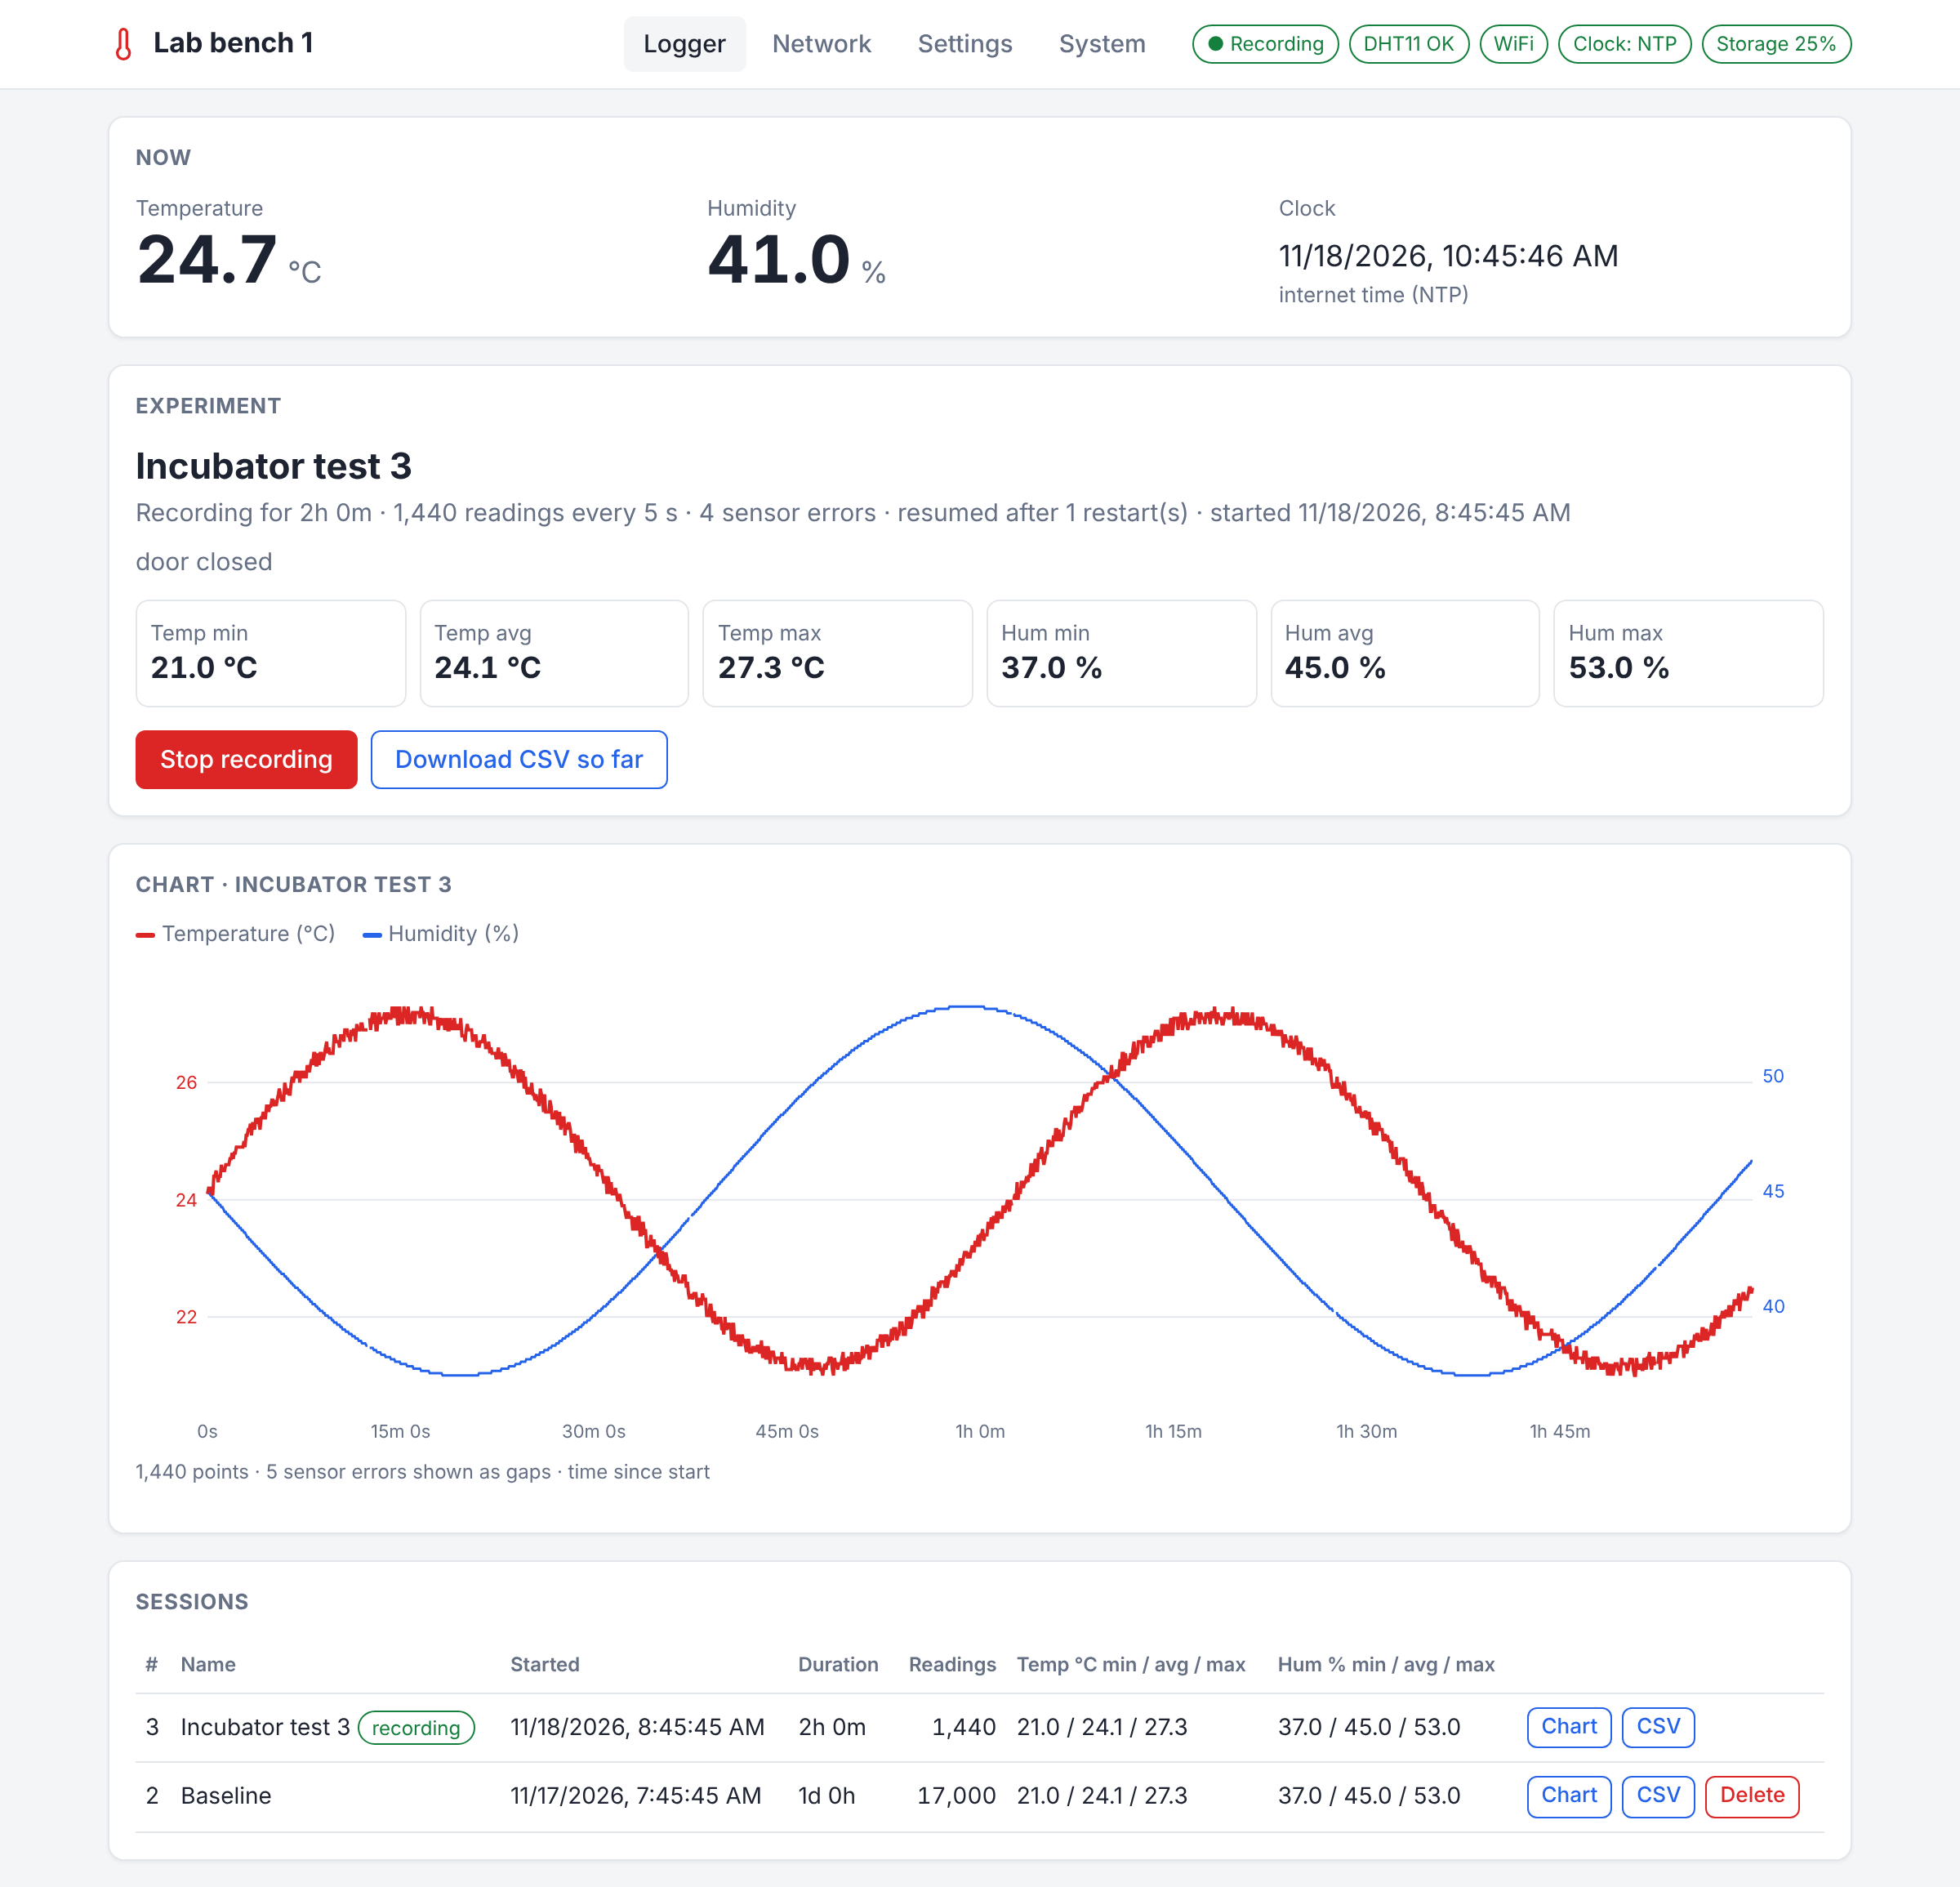 Lab bench 1
Logger Network Settings System
Recording DHT11 OK WiFi Clock: NTP Storage 25%
NOW
Temperature
24.7 °C
Humidity
41.0 %
Clock
11/18/2026, 10:45:46 AM
internet time (NTP)
EXPERIMENT
Incubator test 3
Recording for 2h 0m · 1,440 readings every 5 s · 4 sensor errors · resumed after 1 restart(s) · started 11/18/2026, 8:45:45 AM
door closed
Temp min
21.0 °C
Temp avg
24.1 °C
Temp max
27.3 °C
Hum min
37.0 %
Hum avg
45.0 %
Hum max
53.0 %
Stop recording Download CSV so far
CHART · INCUBATOR TEST 3
Temperature (°C) Humidity (%)
26 50
24 45
22 40
0s 15m 0s 30m 0s 45m 0s 1h 0m 1h 15m 1h 30m 1h 45m
1,440 points · 5 sensor errors shown as gaps · time since start
SESSIONS
# Name Started Duration Readings Temp °C min / avg / max Hum % min / avg / max
3 Incubator test 3 recording 11/18/2026, 8:45:45 AM 2h 0m 1,440 21.0 / 24.1 / 27.3 37.0 / 45.0 / 53.0 Chart CSV
2 Baseline 11/17/2026, 7:45:45 AM 1d 0h 17,000 21.0 / 24.1 / 27.3 37.0 / 45.0 / 53.0 Chart CSV Delete